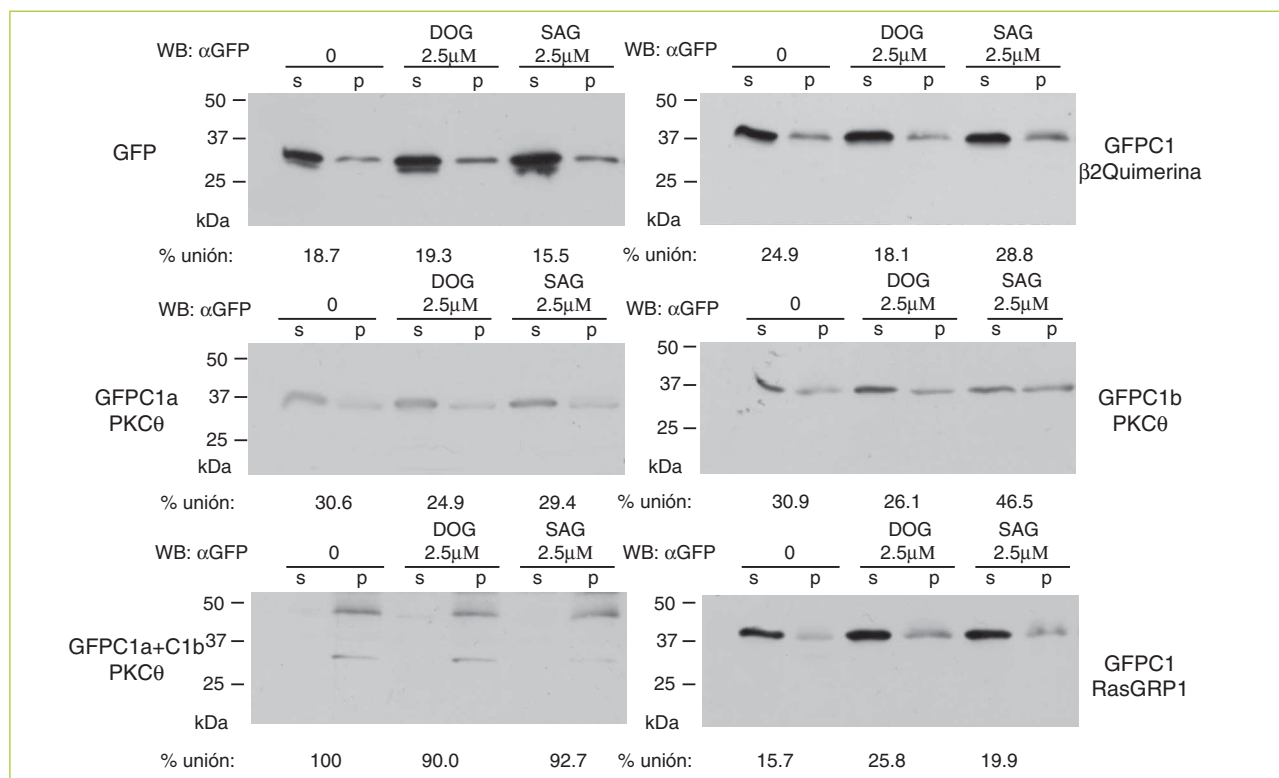 WB: αGFP
0
DOG
2.5μM
SAG
2.5μM
s p s p s p
50
37
25
kDa
GFP
% unión: 18.7 19.3 15.5
WB: αGFP
0
DOG
2.5μM
SAG
2.5μM
s p s p s p
50
37
25
kDa
GFPC1
β2Quimerina
% unión: 24.9 18.1 28.8
WB: αGFP
0
DOG
2.5μM
SAG
2.5μM
s p s p s p
50
37
25
kDa
GFPC1a
PKCθ
% unión: 30.6 24.9 29.4
WB: αGFP
0
DOG
2.5μM
SAG
2.5μM
s p s p s p
50
37
25
kDa
GFPC1b
PKCθ
% unión: 30.9 26.1 46.5
WB: αGFP
0
DOG
2.5μM
SAG
2.5μM
s p s p s p
50
37
25
kDa
GFPC1a+C1b
PKCθ
% unión: 100 90.0 92.7
WB: αGFP
0
DOG
2.5μM
SAG
2.5μM
s p s p s p
50
37
25
kDa
GFPC1
RasGRP1
% unión: 15.7 25.8 19.9